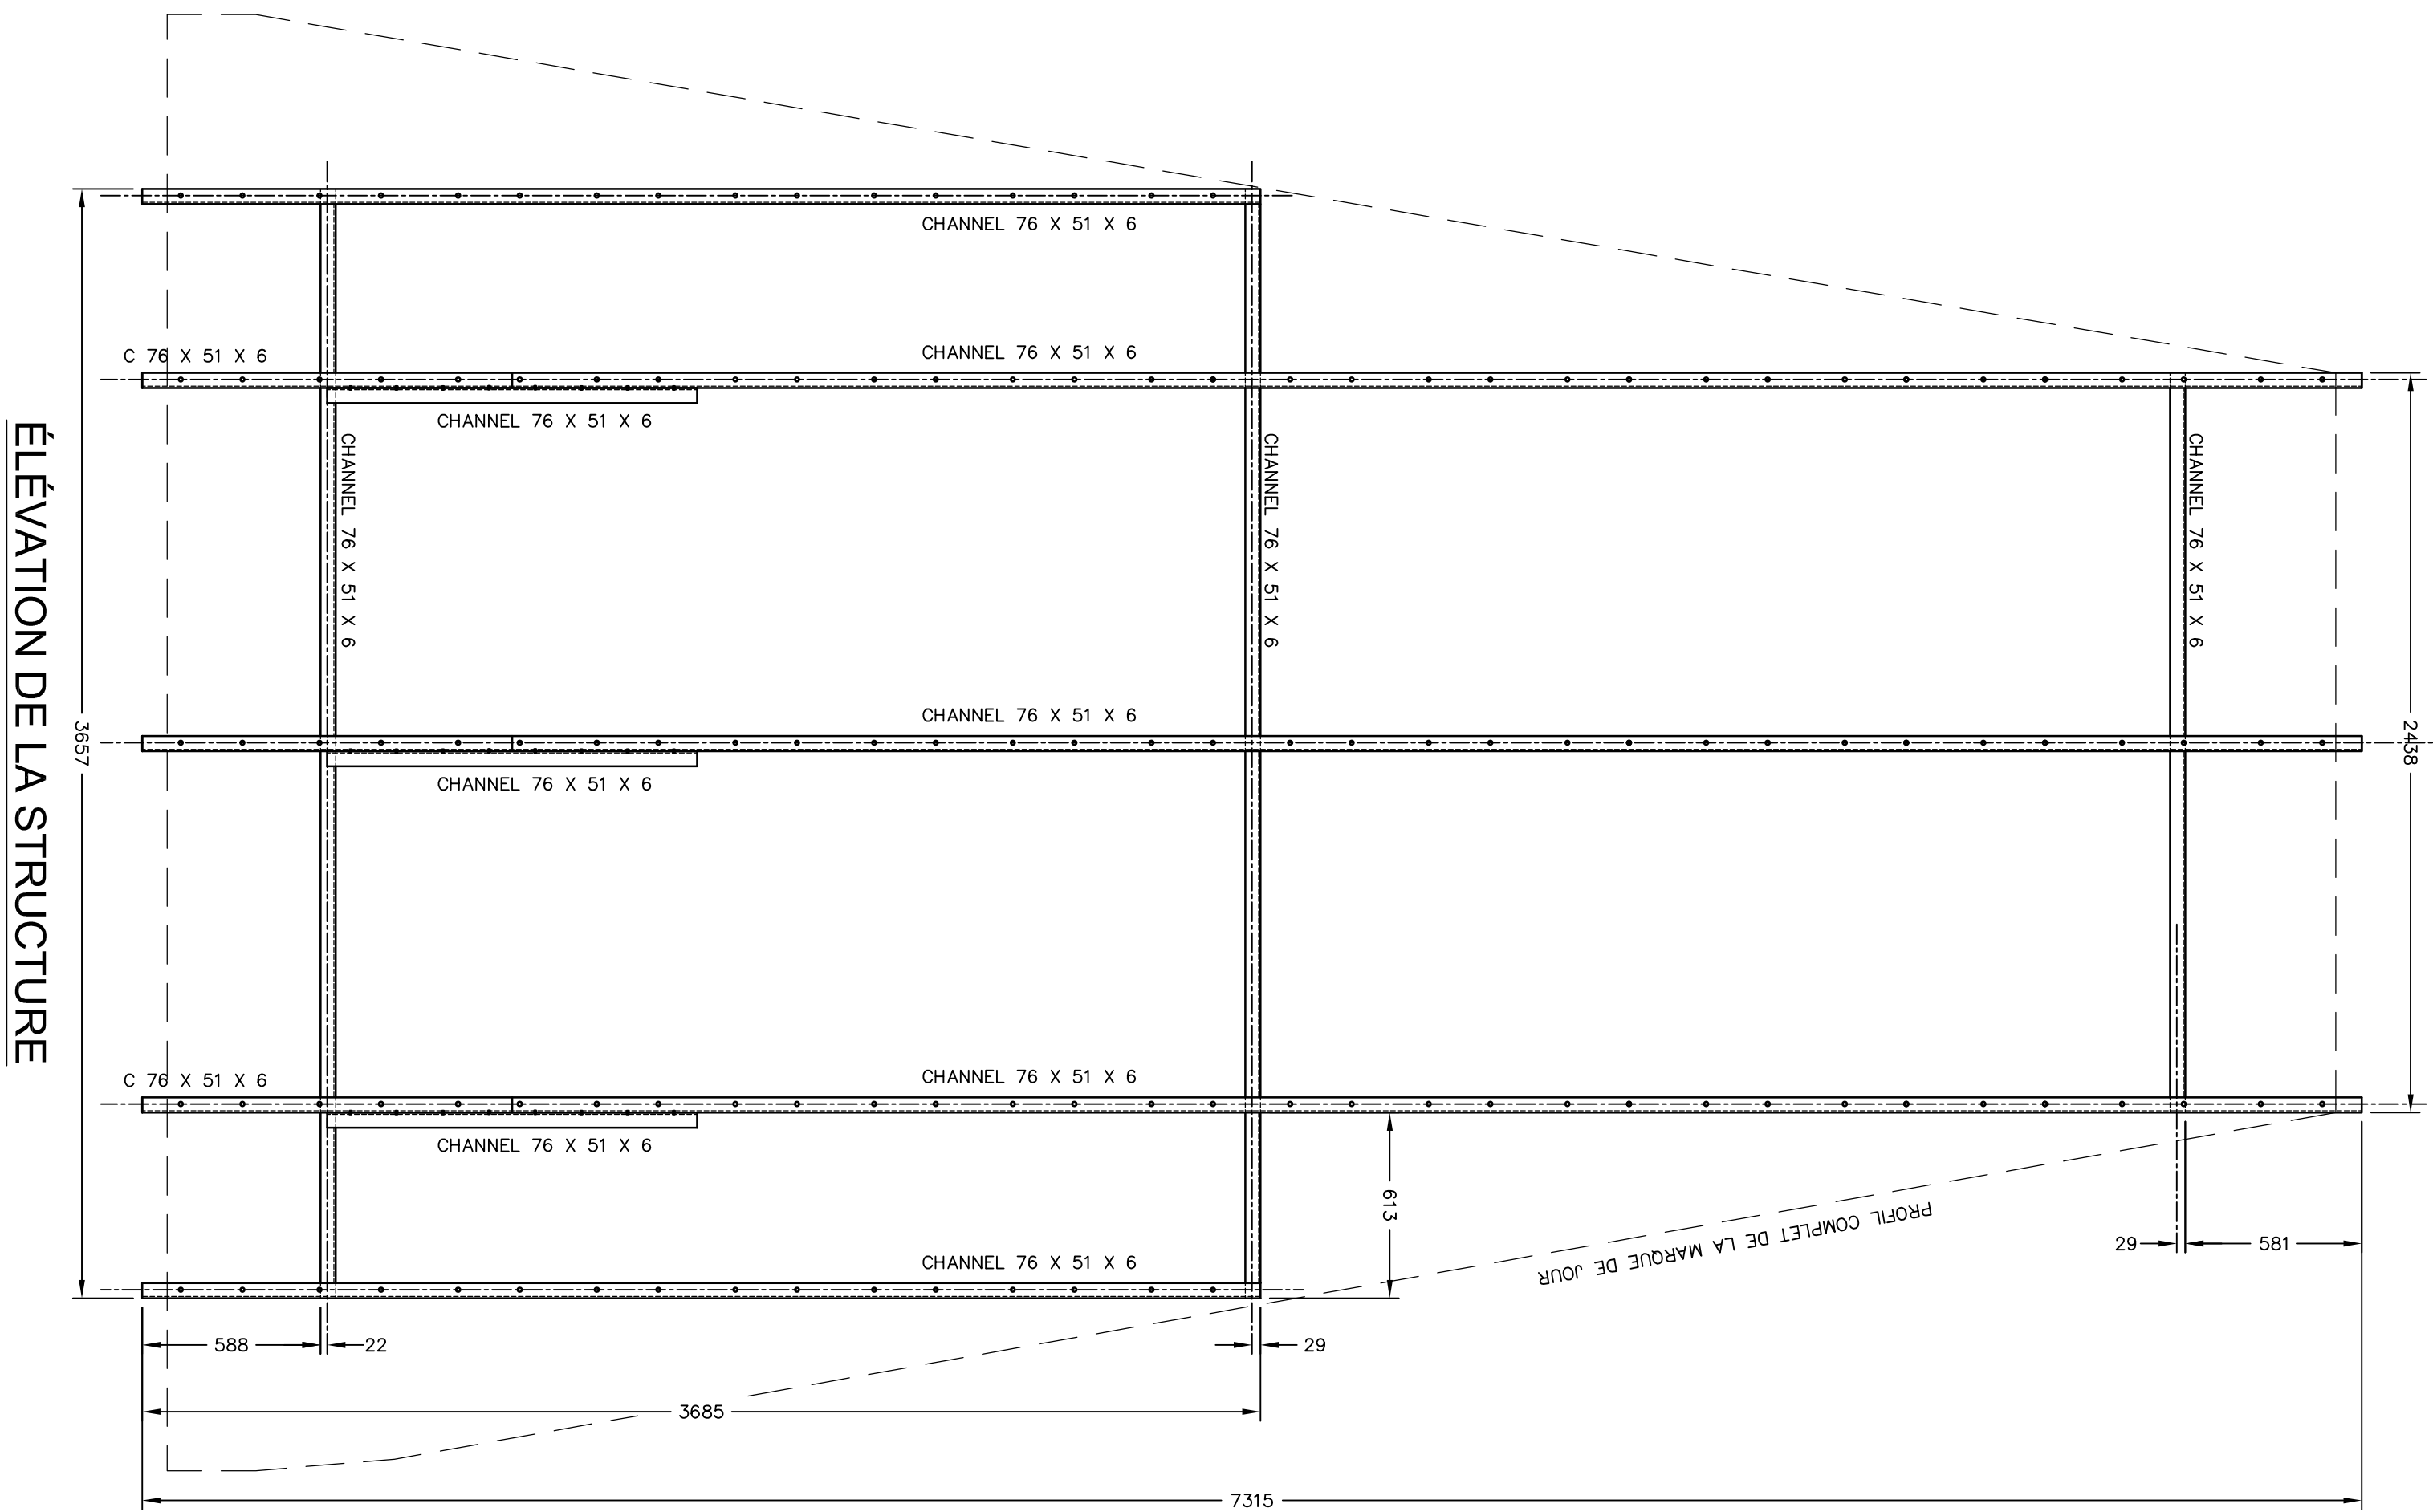 CHANNEL 76 X 51 X 6
C 76 X 51 X 6
CHANNEL 76 X 51 X 6
CHANNEL 76 X 51 X 6
CHANNEL 76 X 51 X 6
CHANNEL 76 X 51 X 6
CHANNEL 76 X 51 X 6
2438
3657
CHANNEL 76 X 51 X 6
CHANNEL 76 X 51 X 6
C 76 X 51 X 6
CHANNEL 76 X 51 X 6
CHANNEL 76 X 51 X 6
613
PROFIL COMPLET DE LA MARQUE DE JOUR
29
581
CHANNEL 76 X 51 X 6
588
22
29
3685
7315
ÉLÉVATION DE LA STRUCTURE